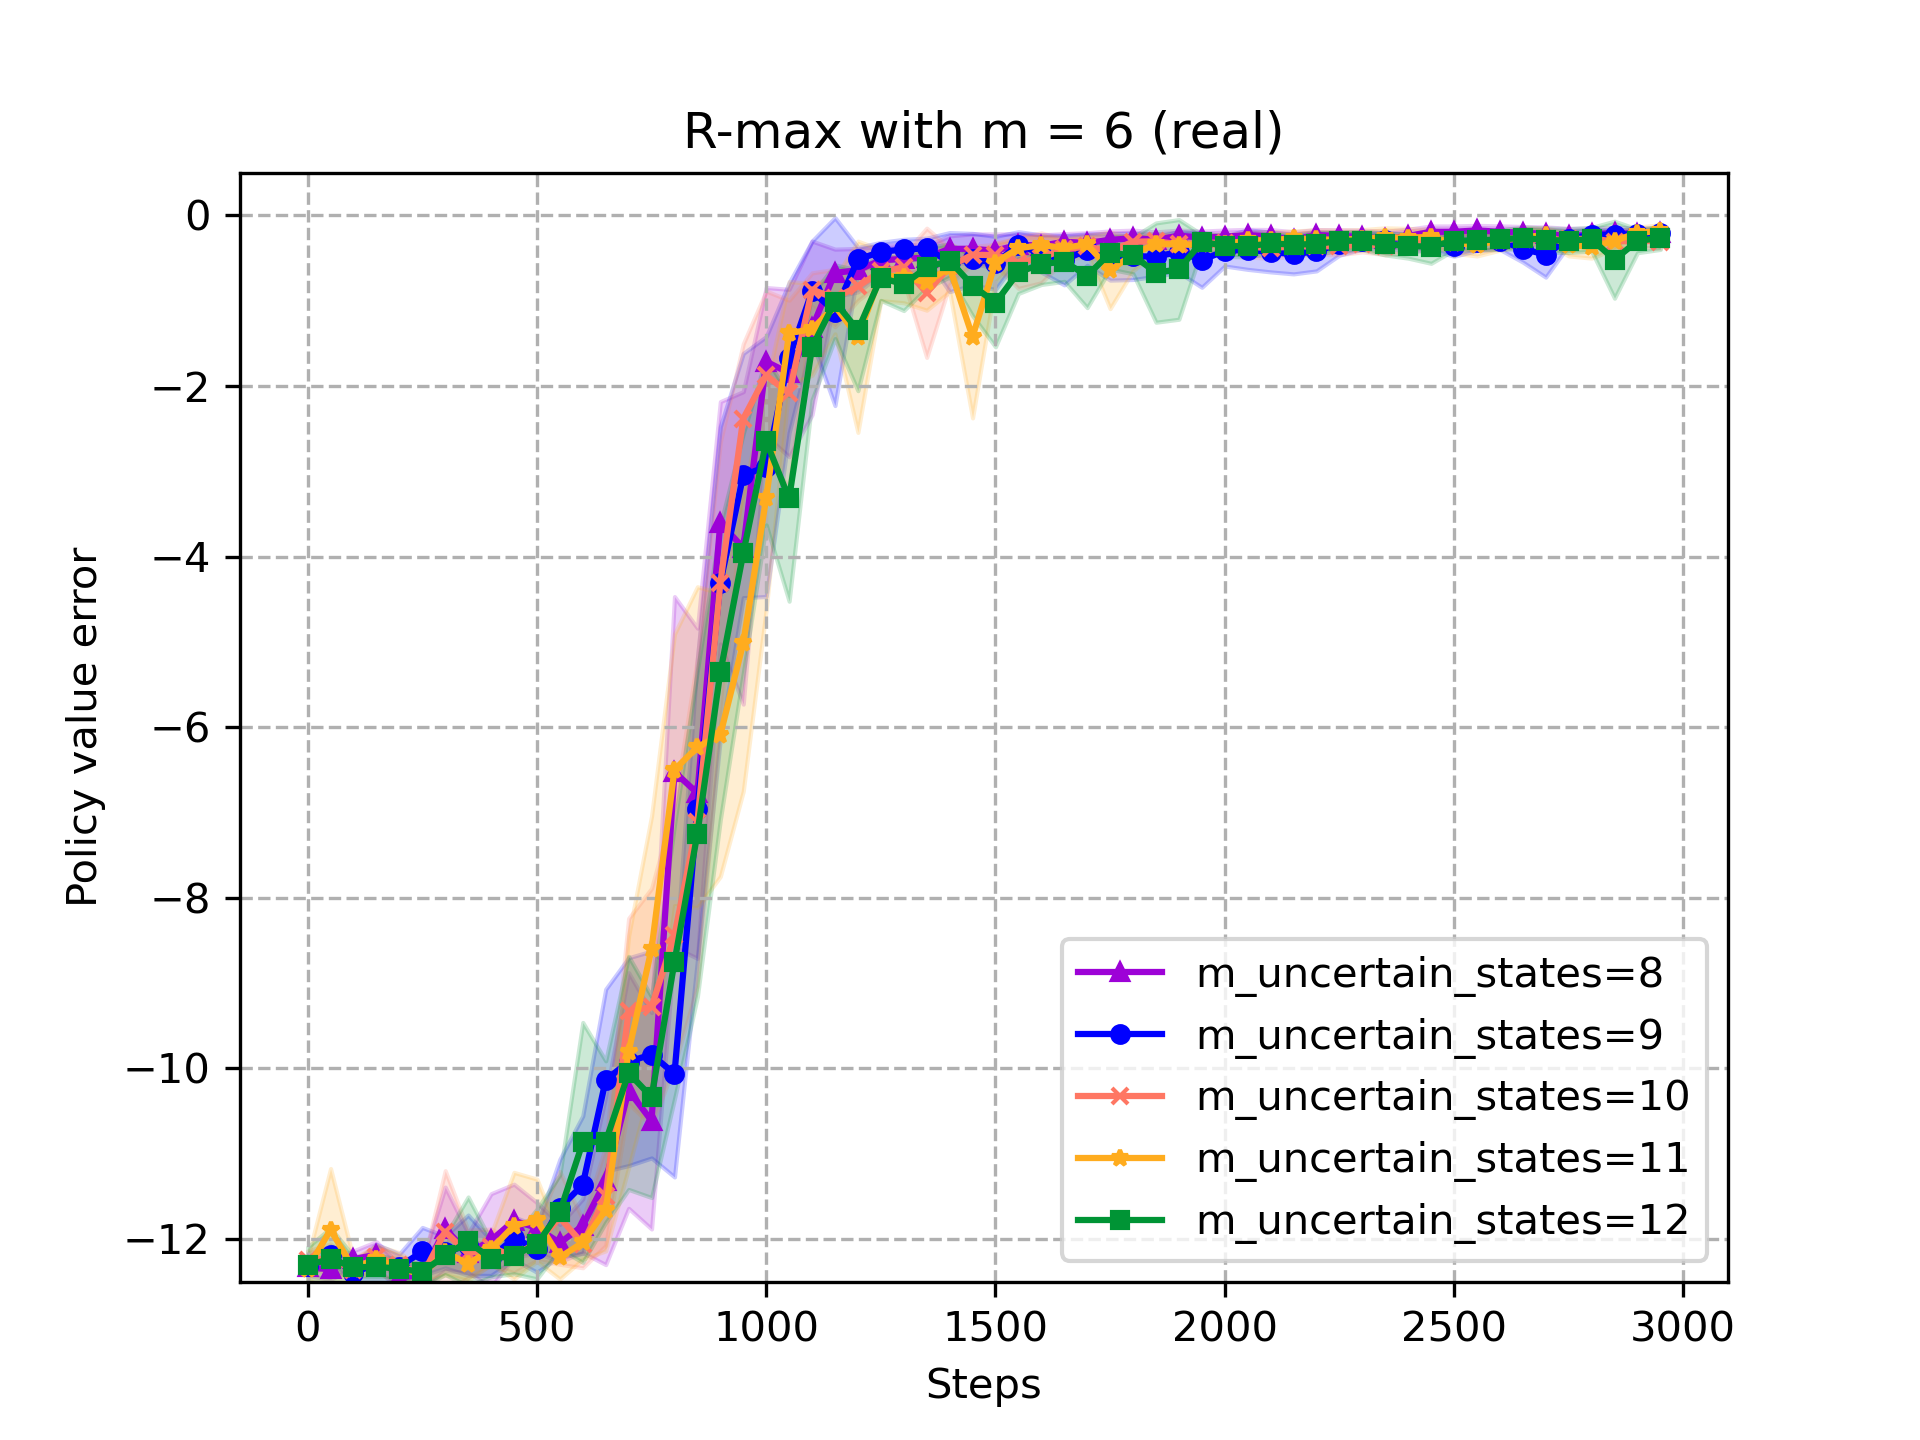 R-max with m = 6 (real)
Policy value error
0
−2
−4
−6
−8
−10
−12
m_uncertain_states=8
m_uncertain_states=9
m_uncertain_states=10
m_uncertain_states=11
m_uncertain_states=12
0 500 1000 1500 2000 2500 3000
Steps